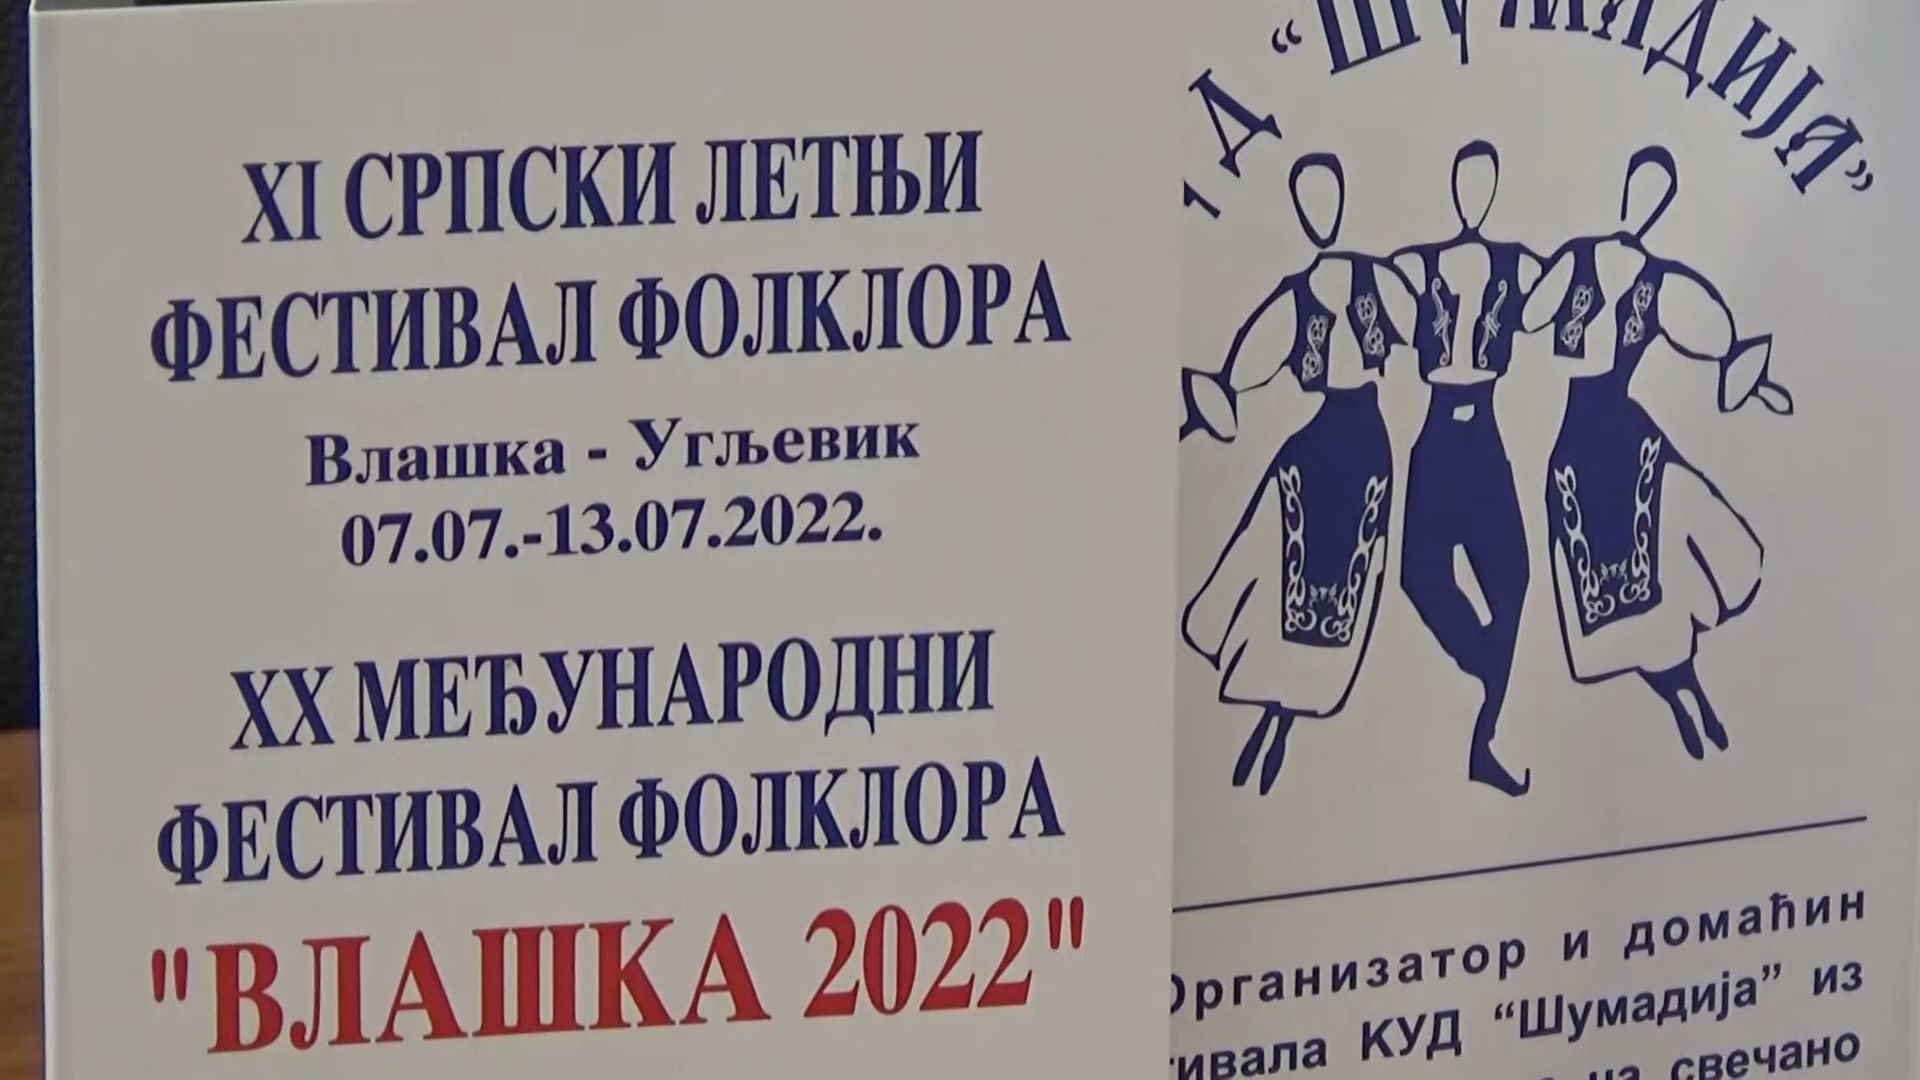 XI СРПСКИ ЛЕТЊИ
ФЕСТИВАЛ ФОЛКЛОРА
Влашка - Угљевик
07.07.-13.07.2022.
XX МЕЂУНАРОДНИ
ФЕСТИВАЛ ФОЛКЛОРА
"ВЛАШКА 2022"
“ШУМАДИЈА”
Организатор и домаћин
КУД “Шумадија” из
на свечано